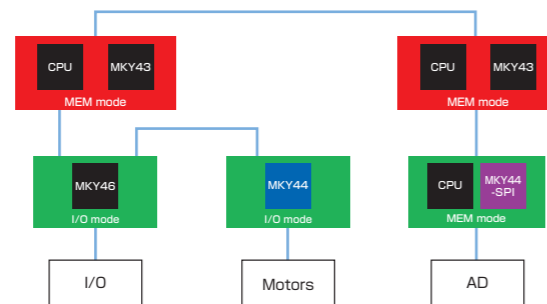 CPU
MKY43
MEM mode
CPU
MKY43
MEM mode
MKY46
I/O mode
MKY44
I/O mode
CPU
MKY44
-SPI
MEM mode
I/O
Motors
AD